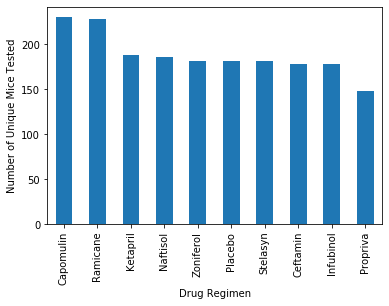 Number of Unique Mice Tested
200
150
100
50
0
Capomulin
Ramicane
Ketapril
Naftisol
Zoniferol
Placebo
Stelasyn
Ceftamin
Infubinol
Propriva
Drug Regimen